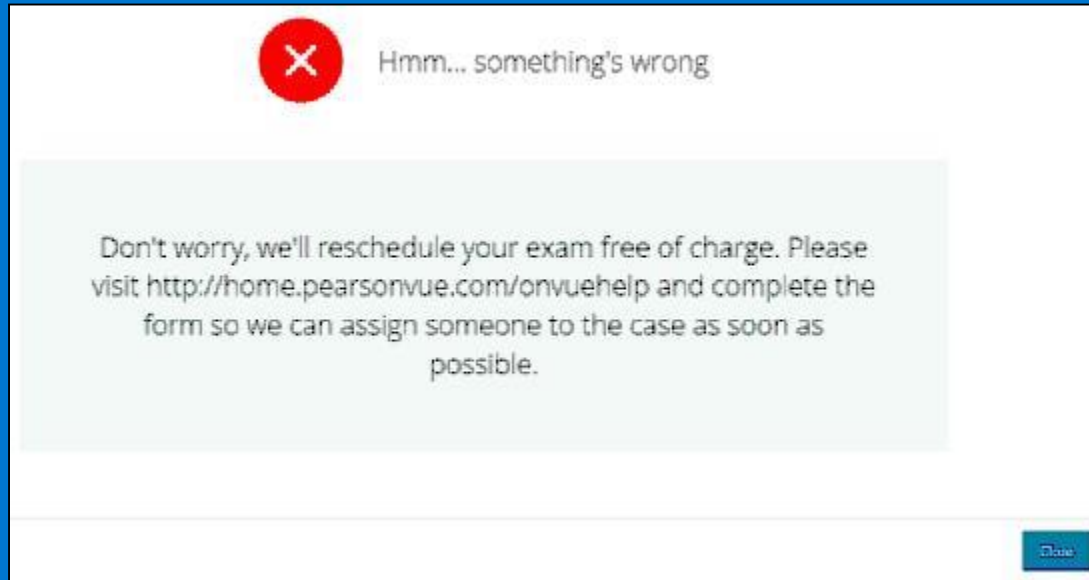 Hmm... something's wrong
Don't worry, we'll reschedule your exam free of charge. Please
visit http://home.pearsonvue.com/onvuehelp and complete the
form so we can assign someone to the case as soon as
possible.
Close